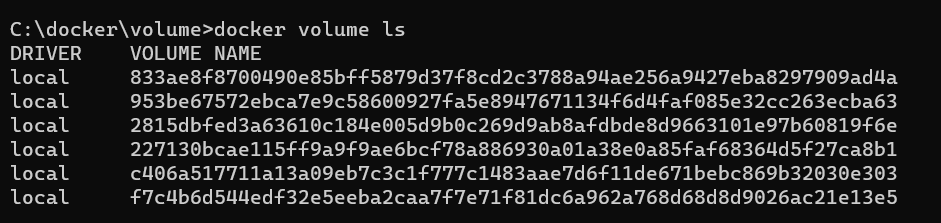 C:\docker\volume>docker volume ls
DRIVER    VOLUME NAME
local     833ae8f8700490e85bff5879d37f8cd2c3788a94ae256a9427eba8297909ad4a
local     953be67572ebca7e9c58600927fa5e8947671134f6d4faf085e32cc263ecba63
local     2815dbfed3a63610c184e005d9b0c269d9ab8afdbde8d9663101e97b60819f6e
local     227130bcae115ff9a9f9ae6bcf78a886930a01a38e0a85faf68364d5f27ca8b1
local     c406a517711a13a09eb7c3c1f777c1483aae7d6f11de671bebc869b32030e303
local     f7c4b6d544edf32e5eeba2caa7f7e71f81dc6a962a768d68d8d9026ac21e13e5